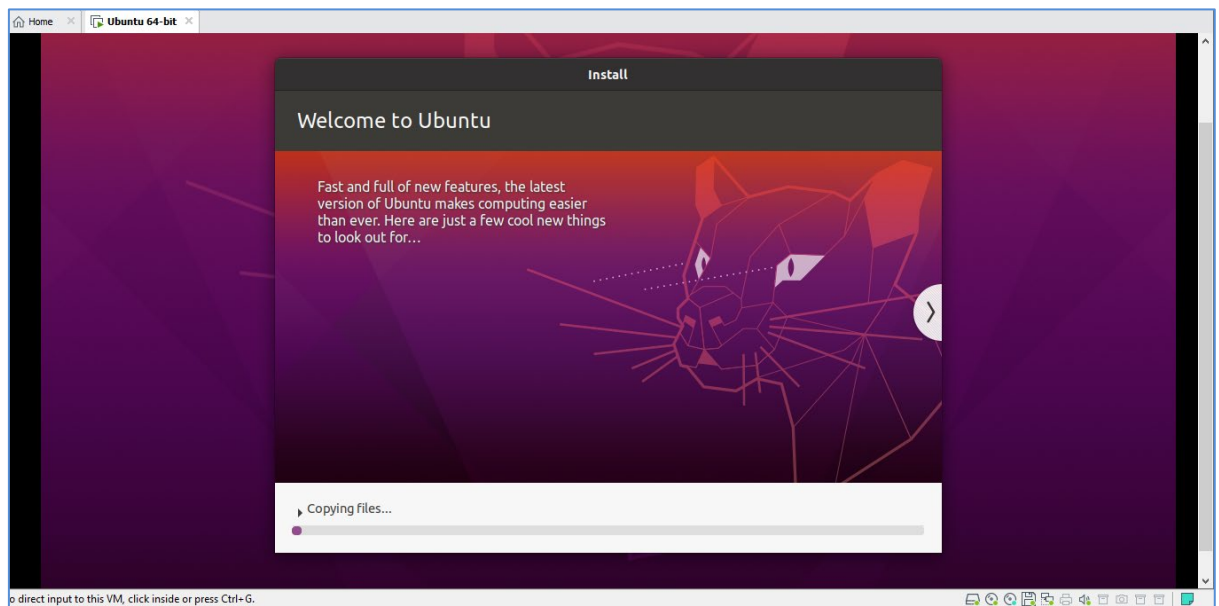 Home
Ubuntu 64-bit
Install
Welcome to Ubuntu
Fast and full of new features, the latest
version of Ubuntu makes computing easier
than ever. Here are just a few cool new things
to look out for...
Copying files...
o direct input to this VM, click inside or press Ctrl+G.